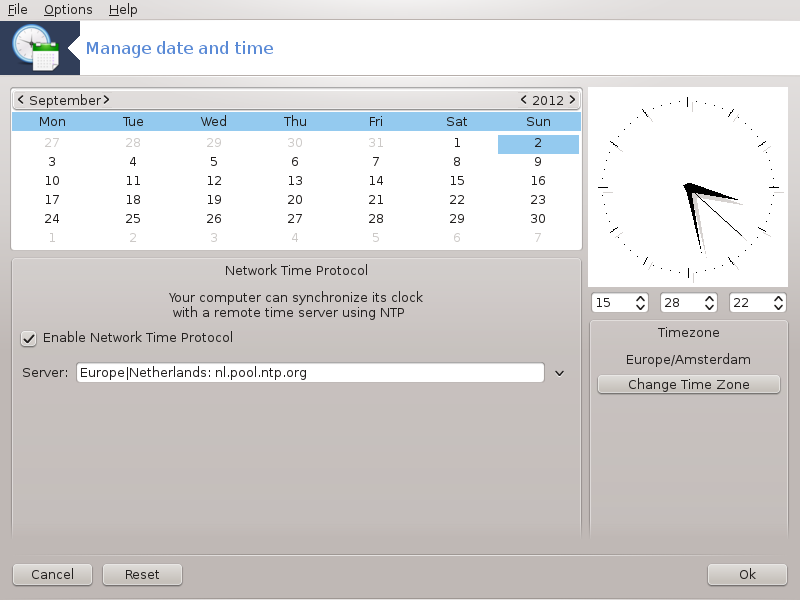 File Options Help
Manage date and time
< September > < 2012 >
Mon Tue Wed Thu Fri Sat Sun
27 28 29 30 31 1 2
3 4 5 6 7 8 9
10 11 12 13 14 15 16
17 18 19 20 21 22 23
24 25 26 27 28 29 30
1 2 3 4 5 6 7
Network Time Protocol
Your computer can synchronize its clock
with a remote time server using NTP
Enable Network Time Protocol
Server: Europe|Netherlands: nl.pool.ntp.org
15 28 22
Timezone
Europe/Amsterdam
Change Time Zone
Cancel Reset Ok